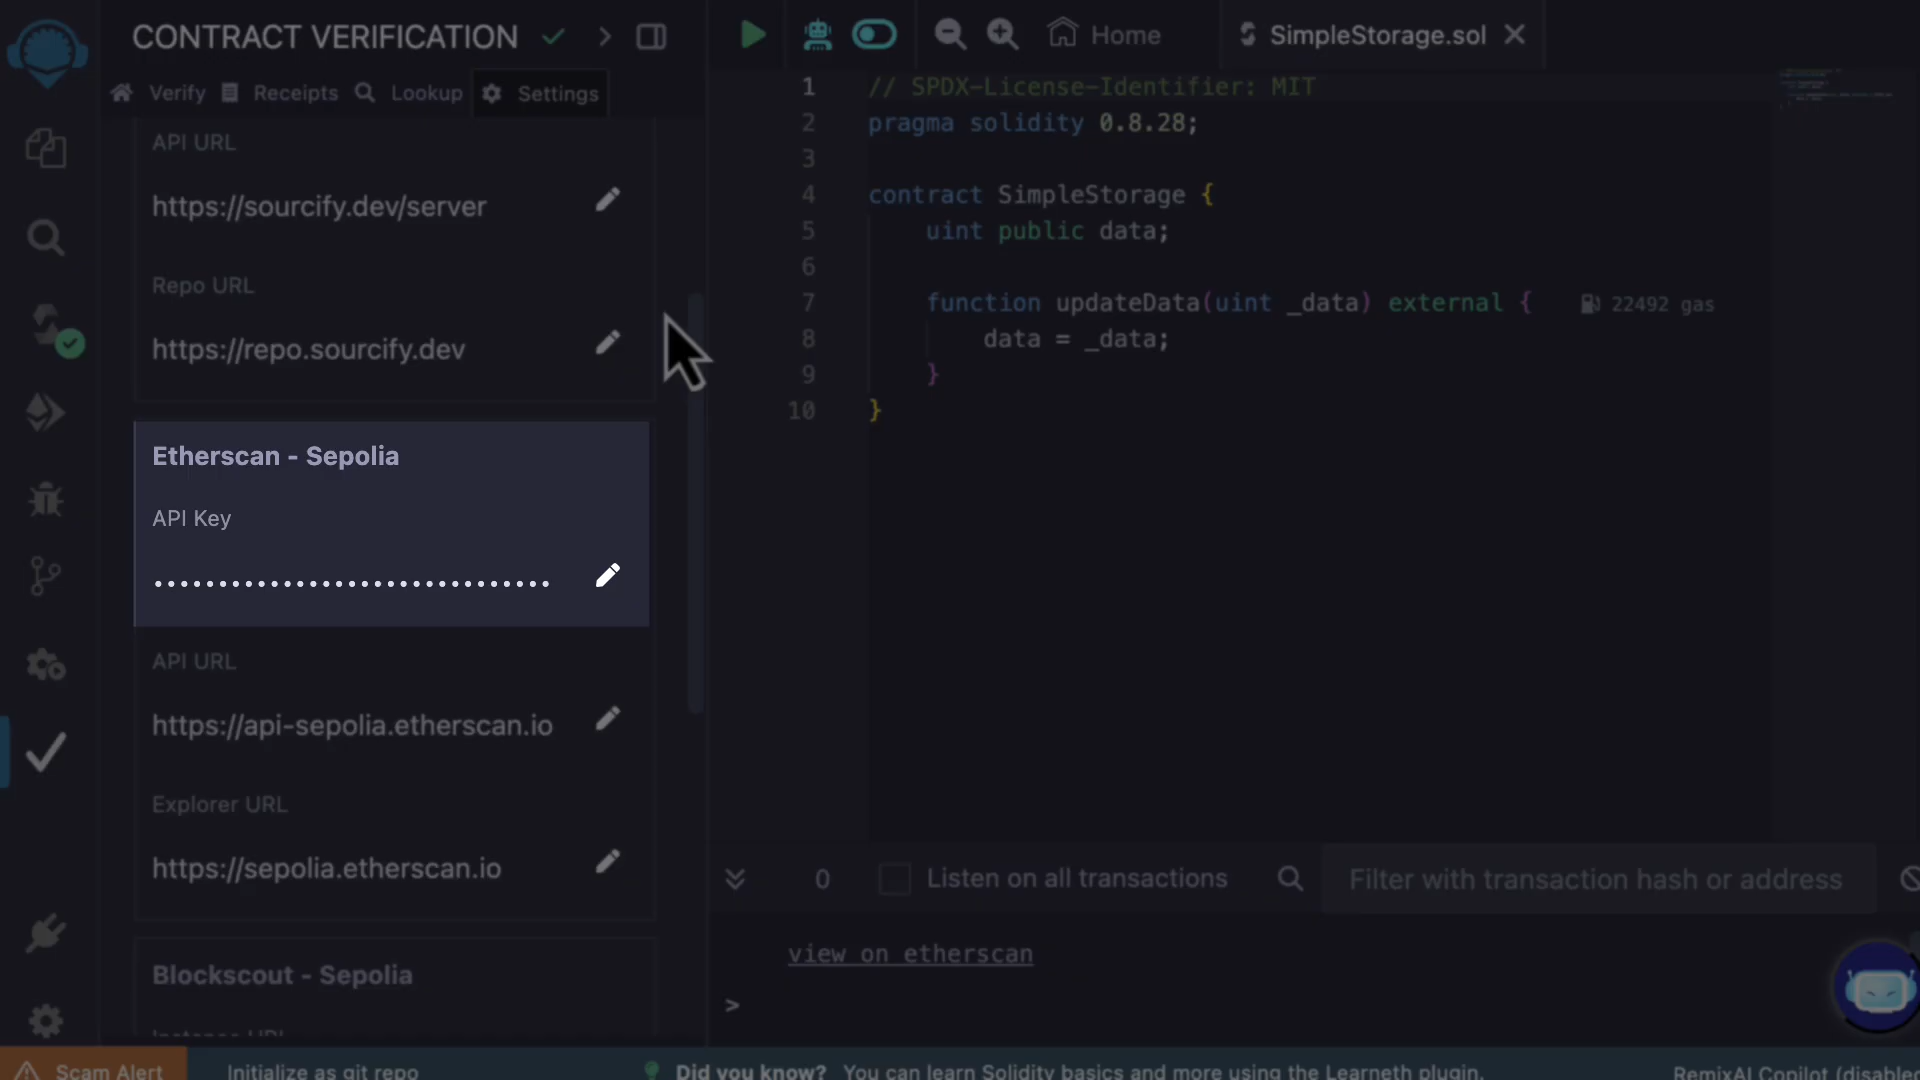 CONTRACT VERIFICATION
Verify Receipts Lookup Settings
API URL
https://sourcify.dev/server
Repo URL
https://repo.sourcify.dev
Etherscan - Sepolia
API Key
API URL
https://api-sepolia.etherscan.io
Explorer URL
https://sepolia.etherscan.io
Blockscout - Sepolia
Instance URL
Home
SimpleStorage.sol
1 // SPDX-License-Identifier: MIT
2 pragma solidity 0.8.28;
3
4 contract SimpleStorage {
5 uint public data;
6
7 function updateData(uint _data) external { 22492 gas
8 data = _data;
9 }
10 }
0 Listen on all transactions
Filter with transaction hash or address
view on etherscan
>
Scam Alert
Initialize as git repo
Did you know? You can learn Solidity basics and more using the Learneth plugin.
RemixAI Copilot (disabled